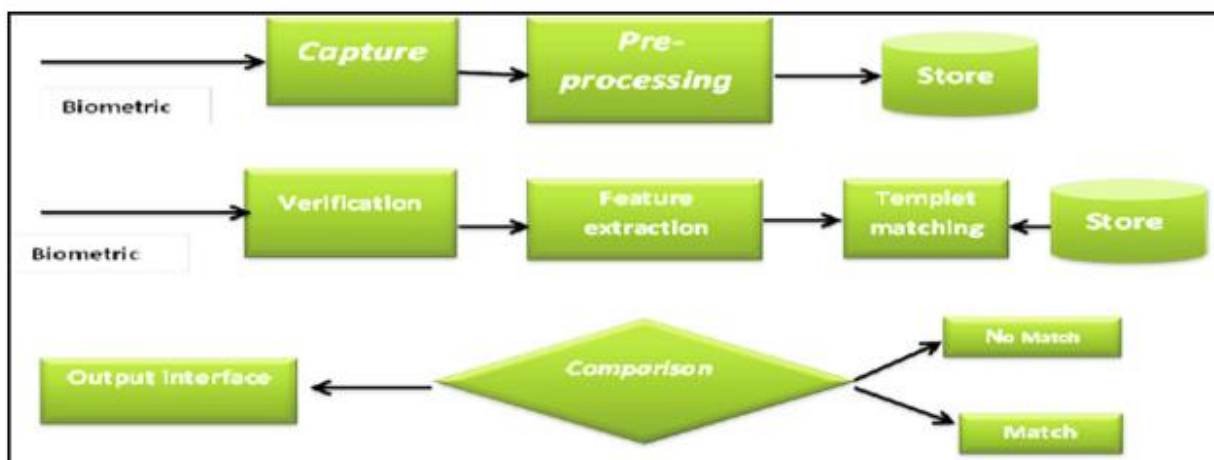 Capture
Pre-
processing
Store
Biometric
Verification
Feature
extraction
Templet
matching
Store
Biometric
No Match
Comparison
Output Interface
Match